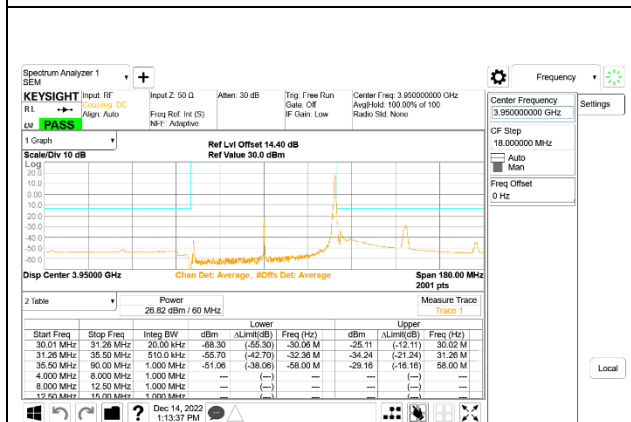 Spectrum Analyzer 1
SEM
Frequency
KEYSIGHT Input: RF Input Z: 50 Ω Atten: 30 dB Trig: Free Run Center Freq: 3.950000000 GHz
RL Coupling: DC Gate: Off Avg|Hold: 100.00% of 100
Align: Auto Freq Ref: Int (S) IF Gain: Low Radio Std: None
PASS NFE: Adaptive
Center Frequency
3.950000000 GHz
Settings
CF Step
18.000000 MHz
Auto
Man
Freq Offset
0 Hz
1 Graph
Ref Lvl Offset 14.40 dB
Scale/Div 10 dB Ref Value 30.0 dBm
Log
20.0
10.0
0.00
-10.0
-20.0
-30.0
-40.0
-50.0
-60.0
Disp Center 3.95000 GHz Chan Det: Average, #Offs Det: Average Span 180.00 MHz
2001 pts
2 Table Power Measure Trace
26.82 dBm / 60 MHz Trace 1
Lower Upper
Start Freq Stop Freq Integ BW dBm ΔLimit(dB) Freq (Hz) dBm ΔLimit(dB) Freq (Hz)
30.01 MHz 31.26 MHz 20.00 kHz -68.30 (-55.30) -30.06 M -25.11 (-12.11) 30.02 M
31.26 MHz 35.50 MHz 510.0 kHz -55.70 (-42.70) -32.36 M -34.24 (-21.24) 31.26 M
35.50 MHz 90.00 MHz 1.000 MHz -51.06 (-38.06) -58.00 M -29.16 (-16.16) 58.00 M
4.000 MHz 8.000 MHz 1.000 MHz --- (---) --- --- (---) ---
8.000 MHz 12.50 MHz 1.000 MHz --- (---) --- --- (---) ---
12.50 MHz 15.00 MHz 1.000 MHz --- (---) --- --- (---) ---
Local
Dec 14, 2022
1:13:37 PM